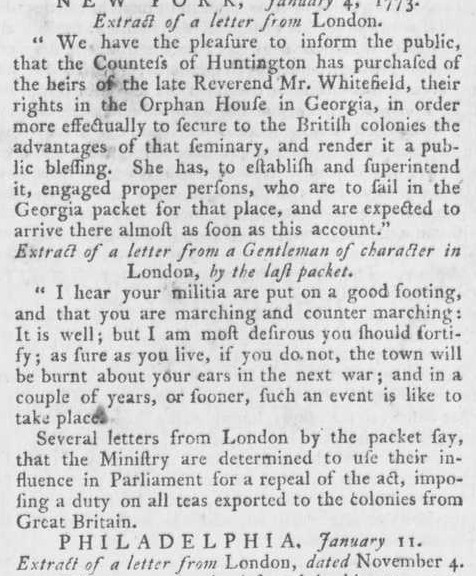 NEW YORK, January 4, 1773.
Extract of a letter from London.
“ We have the pleaſure to inform the public,
that the Counteſs of Huntington has purchaſed of
the heirs of the late Reverend Mr. Whitefield, their
rights in the Orphan Houſe in Georgia, in order
more effectually to ſecure to the Britiſh colonies the
advantages of that ſeminary, and render it a pub-
lic bleſſing. She has, to eſtabliſh and ſuperintend
it, engaged proper perſons, who are to ſail in the
Georgia packet for that place, and are expected to
arrive there almoſt as ſoon as this account.”
Extract of a letter from a Gentleman of character in
London, by the laſt packet.
“ I hear your militia are put on a good footing,
and that you are marching and counter marching:
It is well; but I am moſt deſirous you ſhould forti-
fy; as ſure as you live, if you do not, the town will
be burnt about your ears in the next war; and in a
couple of years, or ſooner, ſuch an event is like to
take place.
Several letters from London by the packet ſay,
that the Miniſtry are determined to uſe their in-
fluence in Parliament for a repeal of the act, impo-
ſing a duty on all teas exported to the colonies from
Great Britain.
PHILADELPHIA, January 11.
Extract of a letter from London, dated November 4.